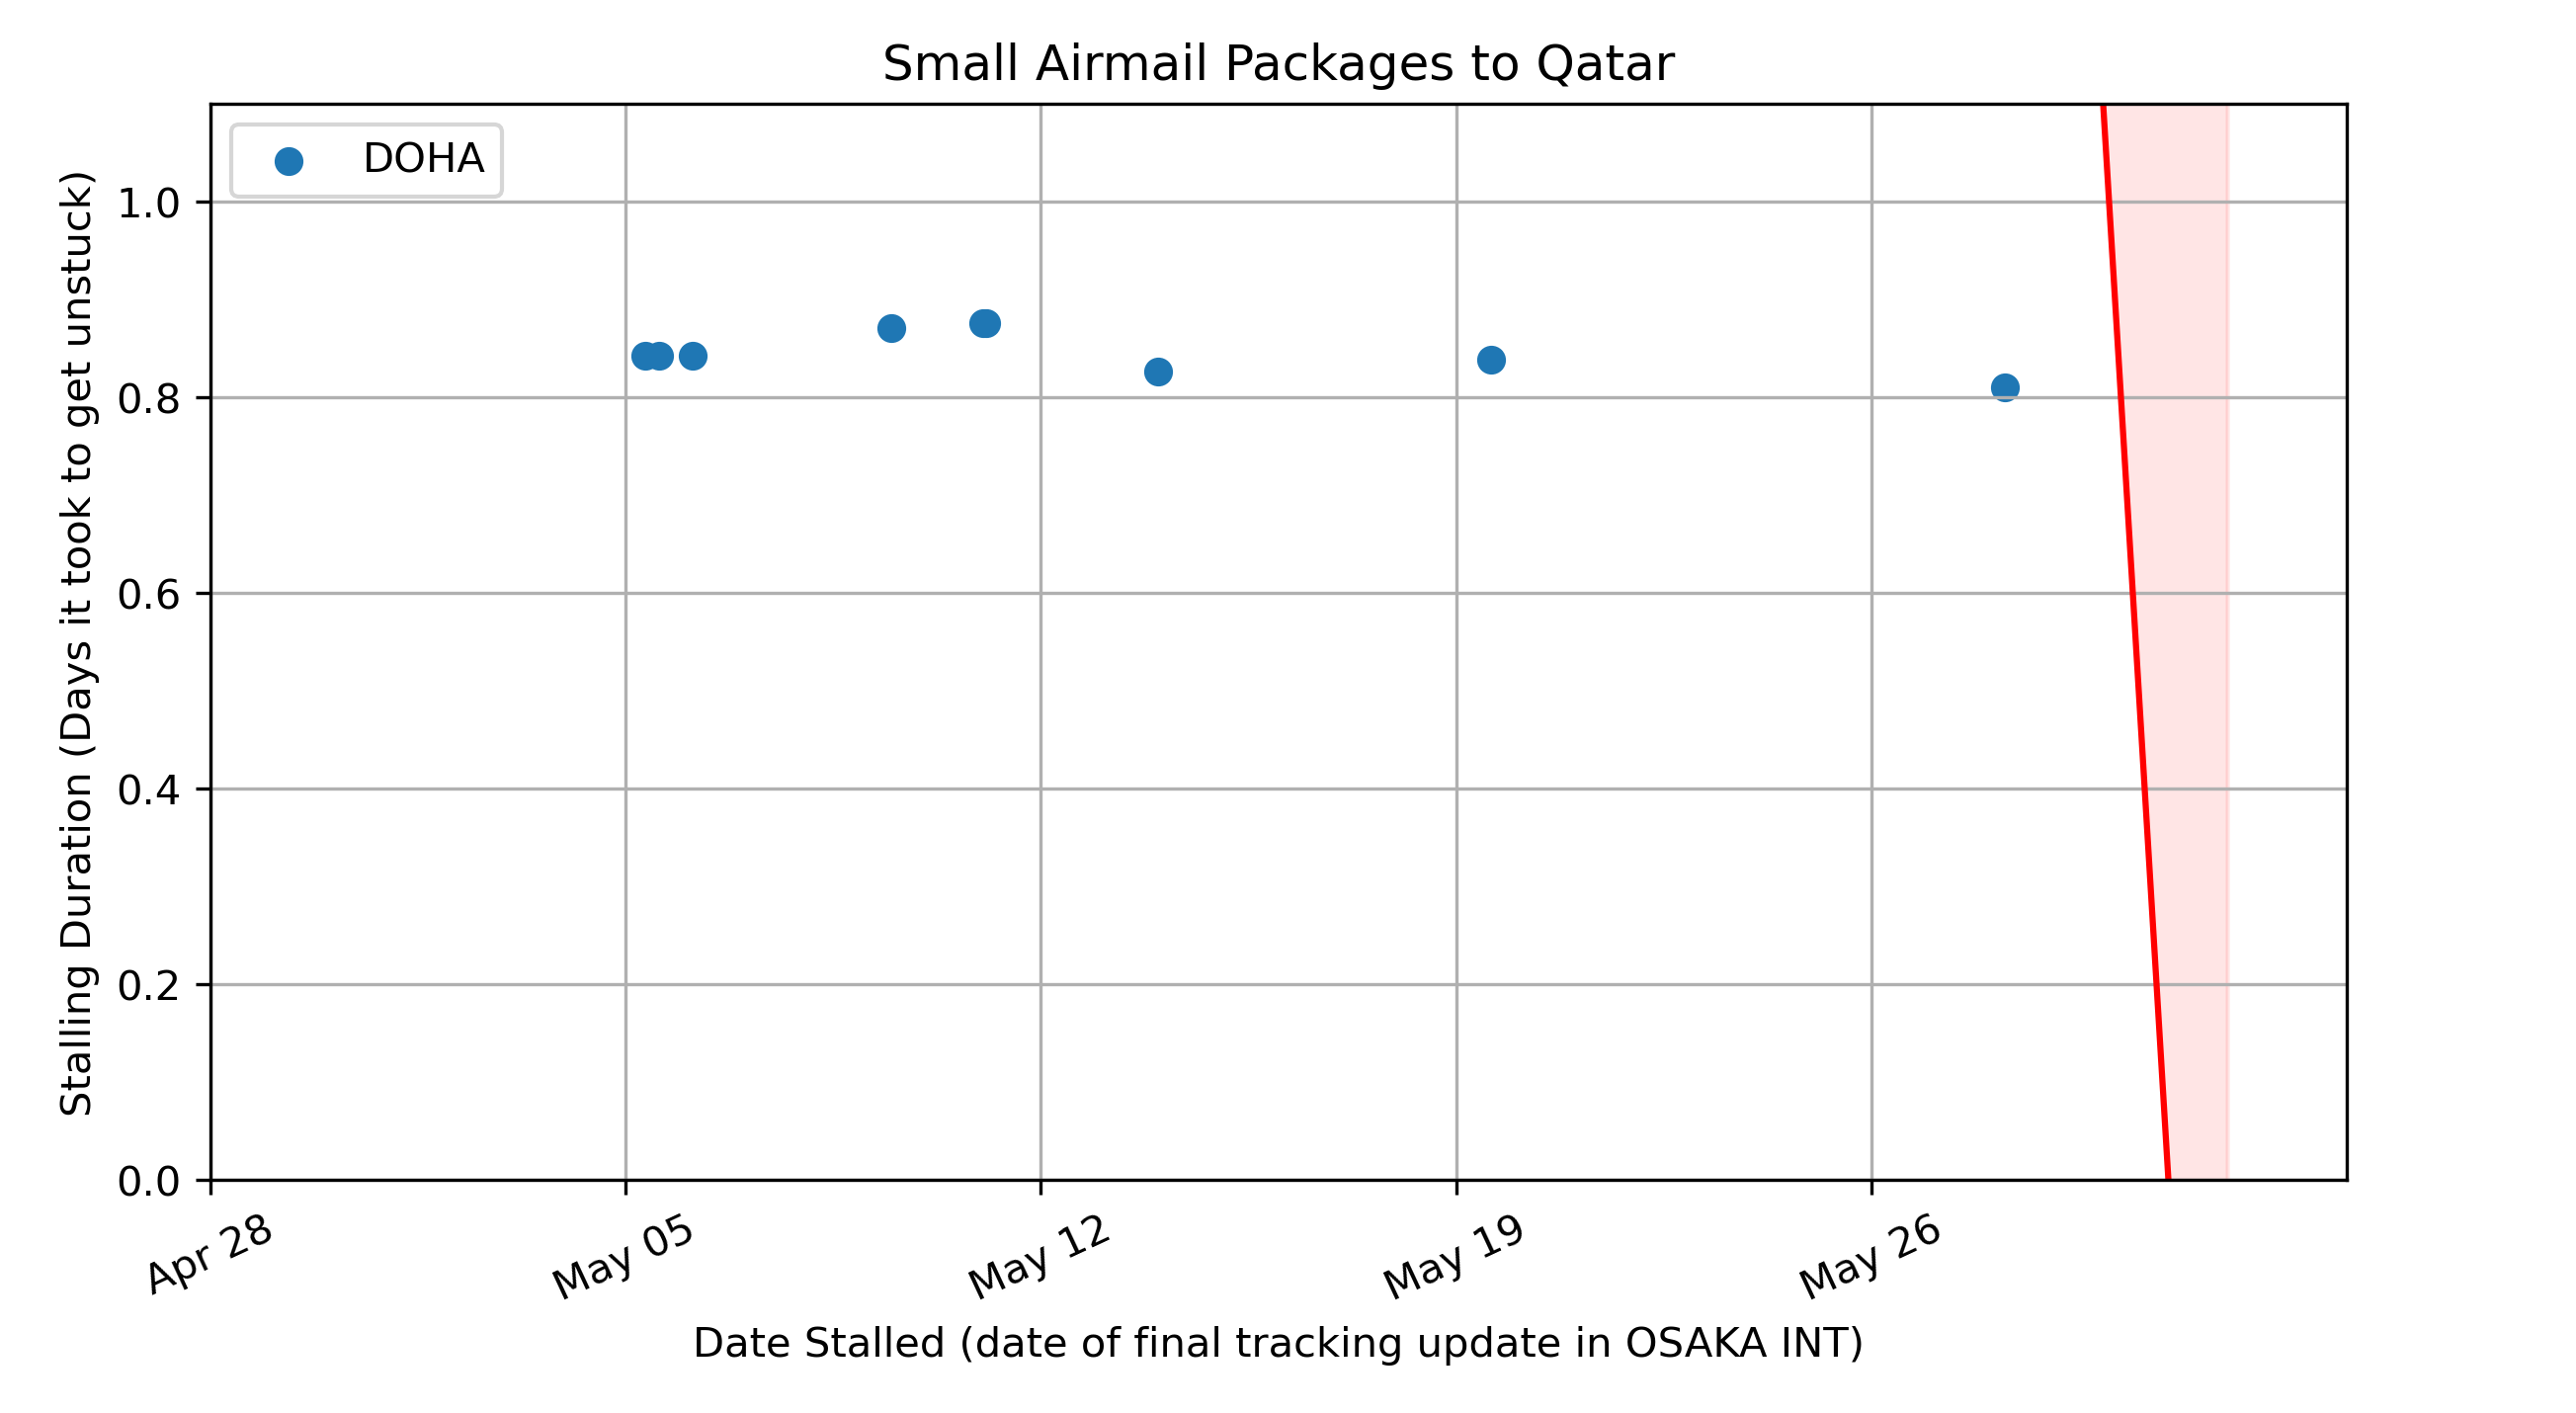 Small Airmail Packages to Qatar
DOHA
Stalling Duration (Days it took to get unstuck)
1.0
0.8
0.6
0.4
0.2
0.0
Apr 28
May 05
May 12
May 19
May 26
Date Stalled (date of final tracking update in OSAKA INT)